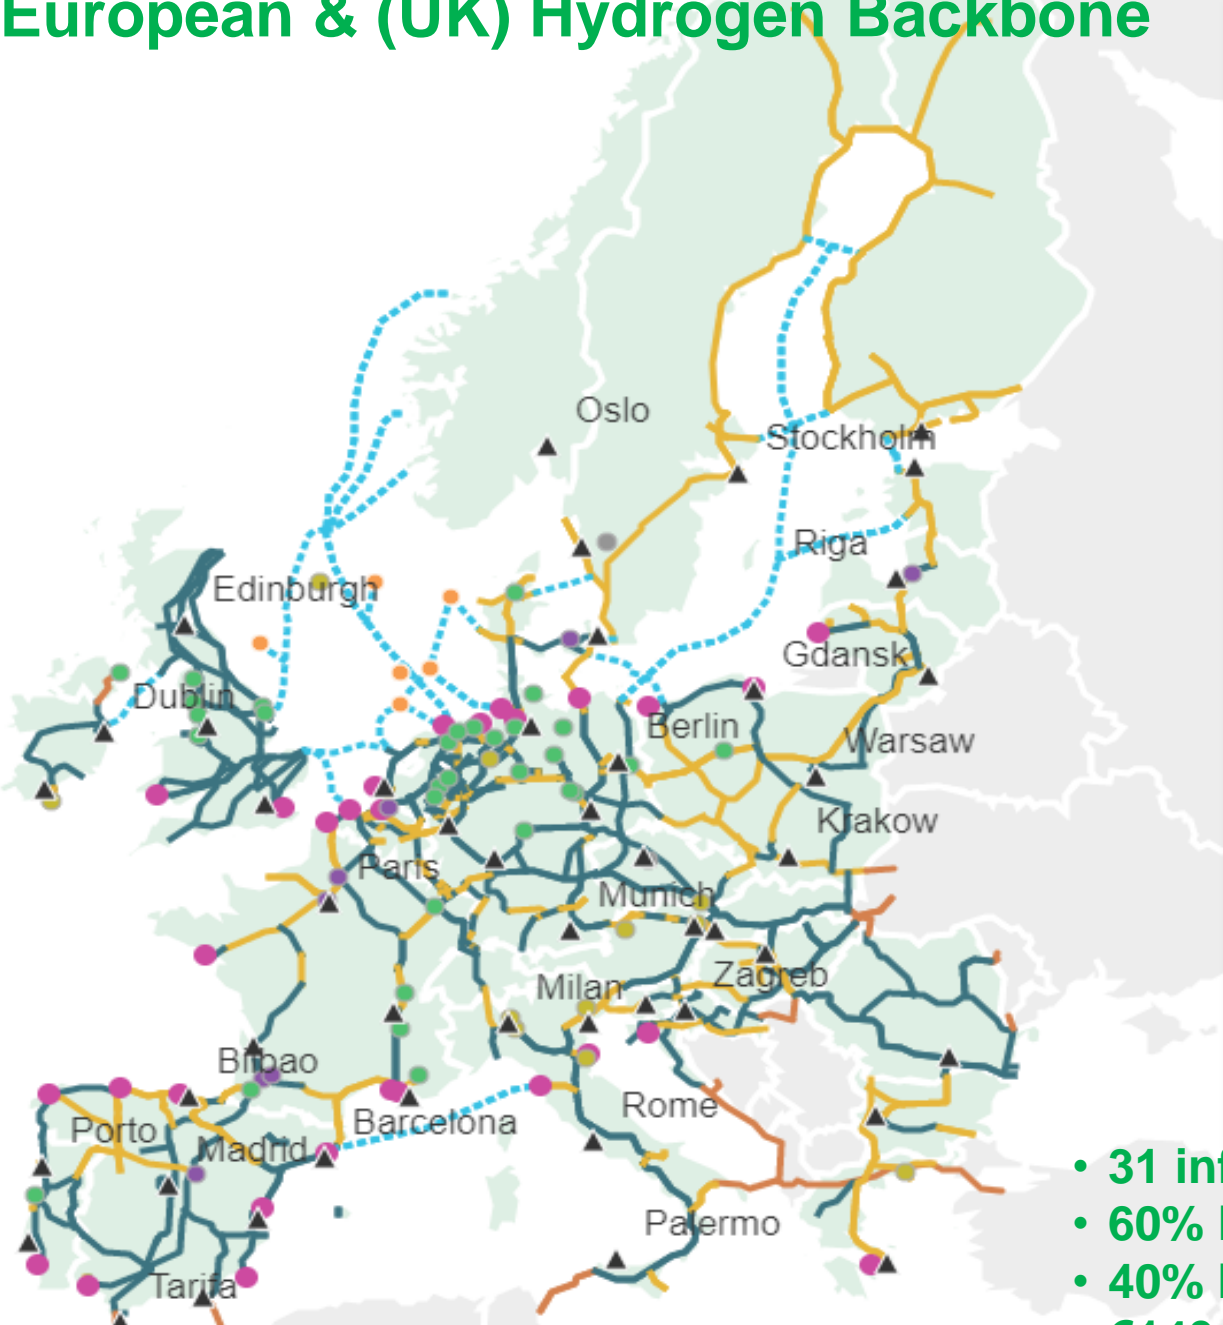 European & (UK) Hydrogen Backbone
Oslo
Stockholm
Riga
Edinburgh
Gdansk
Dublin
Berlin
Warsaw
Krakow
Paris
Munich
Zagreb
Milan
Bilbao
Rome
Barcelona
Porto
Madrid
• 31
• 60%
Palermo
• 40%
Tarifa